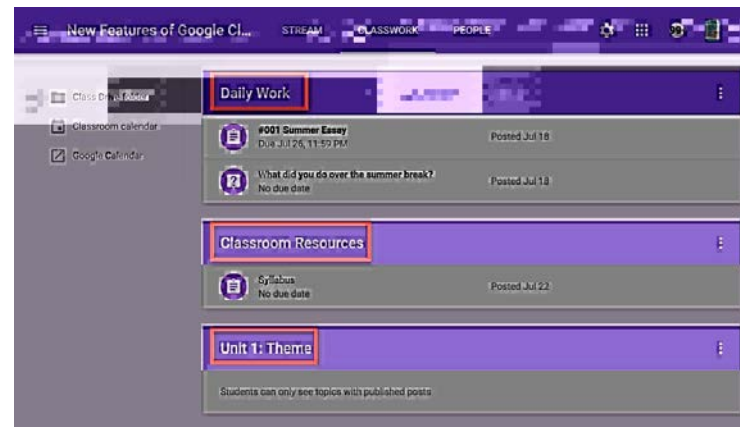 New Features of Google Cl...
STREAM
CLASSWORK
PEOPLE
Class Drive folder
Classroom calendar
Google Calendar
Daily Work
#001 Summer Essay
Due Jul 26, 11:59 PM
Posted Jul 18
What did you do over the summer break?
No due date
Posted Jul 18
Classroom Resources
Syllabus
No due date
Posted Jul 22
Unit 1: Theme
Students can only see topics with published posts